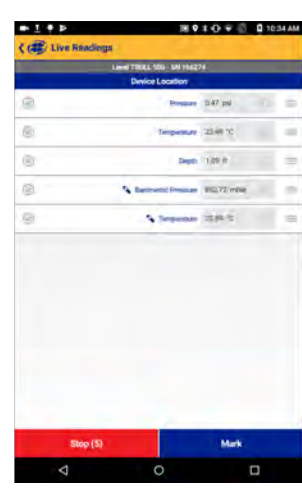 10:34 AM
Live Readings
Level TROLL 500 - SN 166274
Device Location
Pressure 0.47 psi
Temperature 23.49 °C
Depth 1.09 ft
Barometric Pressure 852.72 mbar
Temperature °C
Stop (5) Mark